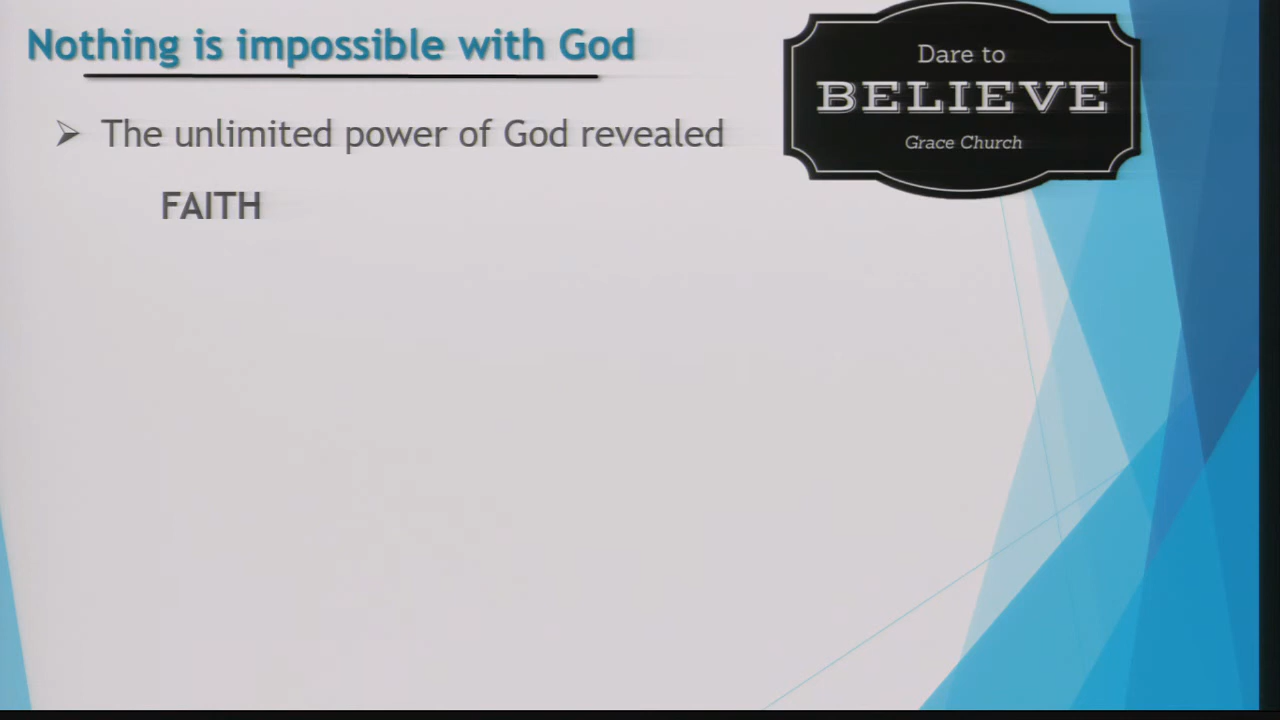 Nothing is impossible with God
The unlimited power of God revealed
FAITH
Dare to
BELIEVE
Grace Church